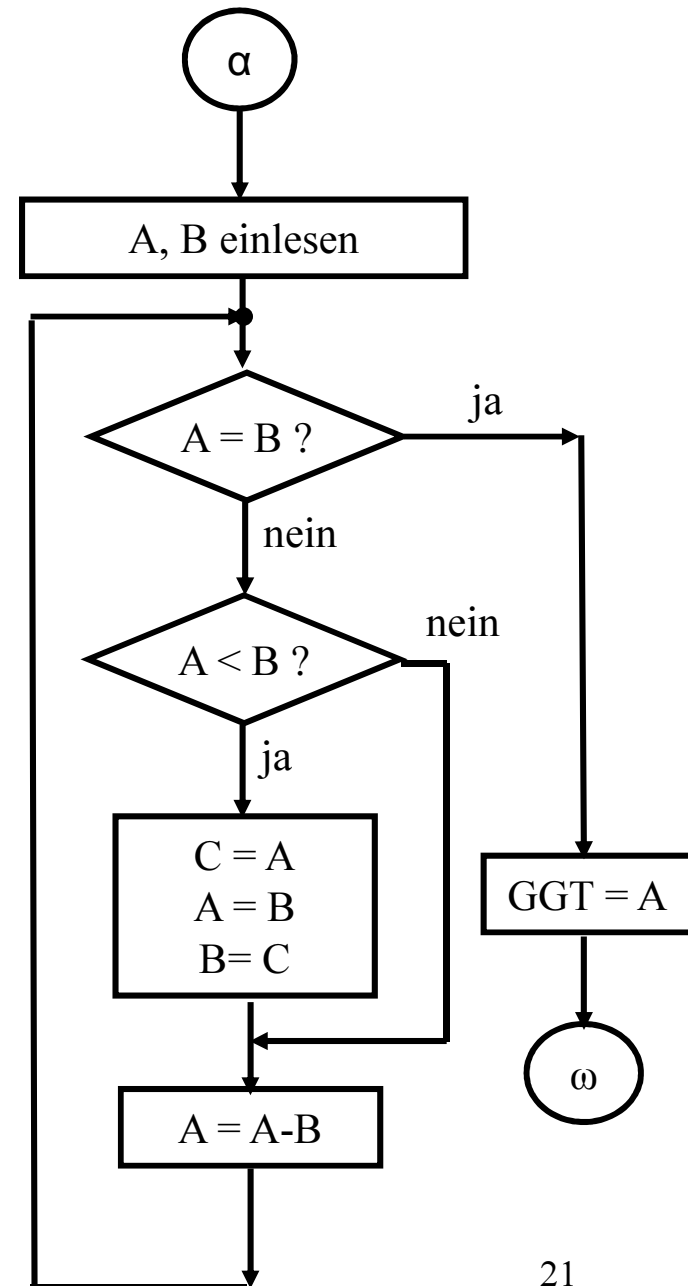 α
A, B einlesen
A = B ?
ja
nein
A < B ?
nein
ja
C = A
A = B
B= C
GGT = A
ω
A = A-B
21